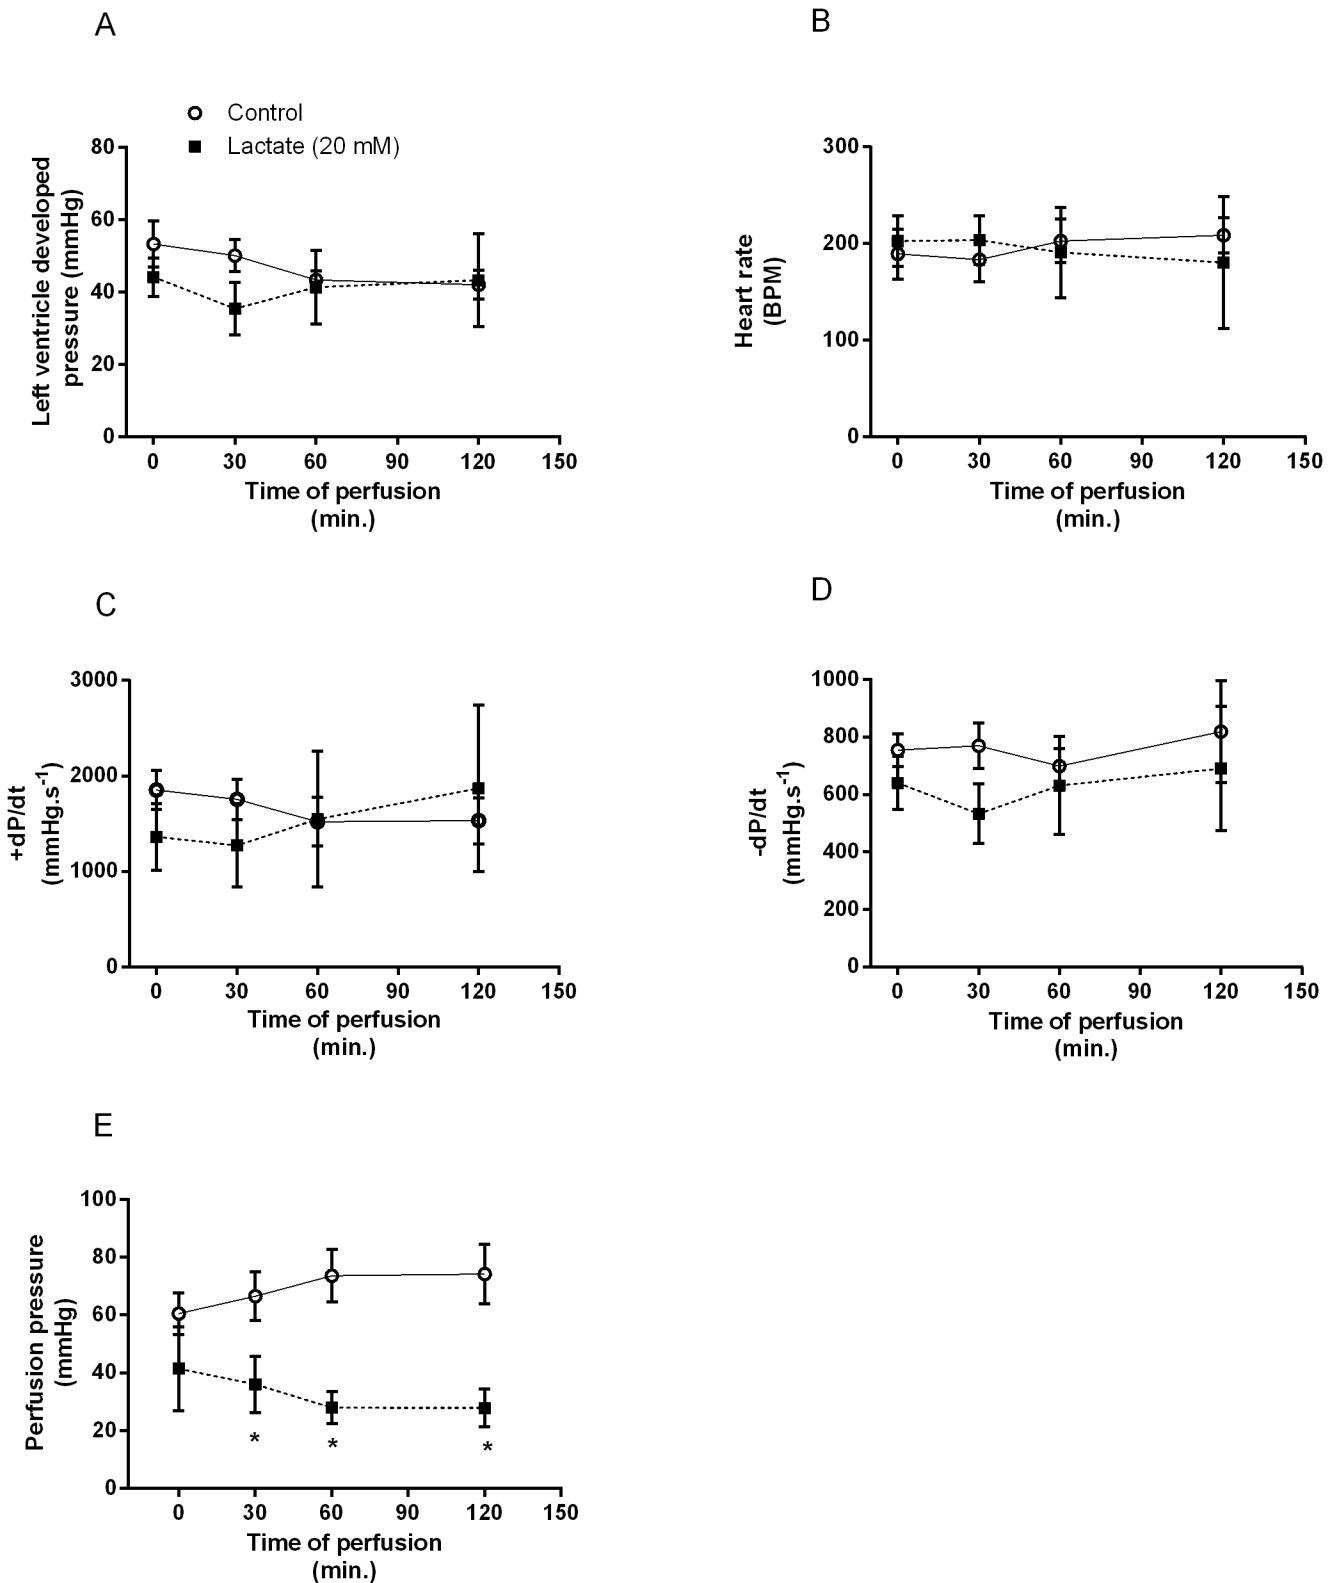 A
Control
Lactate (20 mM)
80
60
40
20
0
Left ventricle developed
pressure (mmHg)
0 30 60 90 120 150
Time of perfusion
(min.)
B
300
200
100
0
Heart rate
(BPM)
0 30 60 90 120 150
Time of perfusion
(min.)
C
3000
2000
1000
0
+dP/dt
(mmHg.s⁻¹)
0 30 60 90 120 150
Time of perfusion
(min.)
D
1000
800
600
400
200
0
-dP/dt
(mmHg.s⁻¹)
0 30 60 90 120 150
Time of perfusion
(min.)
E
100
80
60
40
20
0
Perfusion pressure
(mmHg)
* * *
0 30 60 90 120 150
Time of perfusion
(min.)